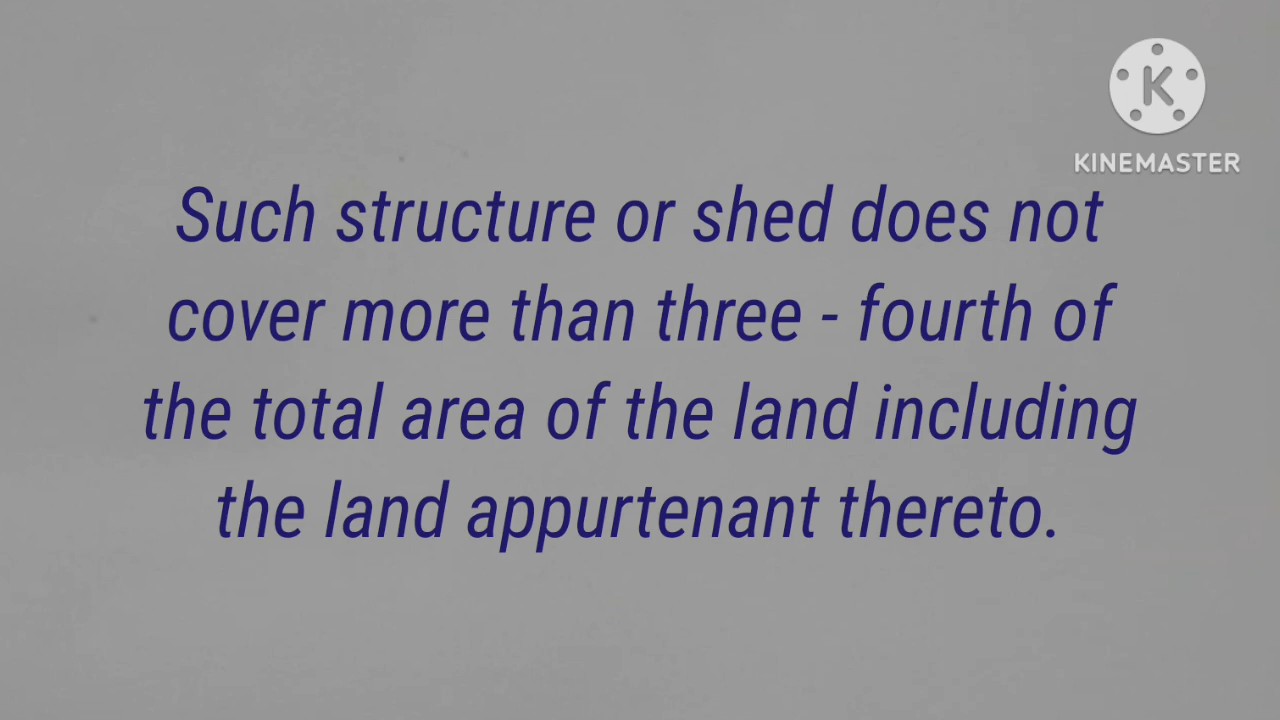 K
KINEMASTER
Such structure or shed does not
cover more than three - fourth of
the total area of the land including
the land appurtenant thereto.